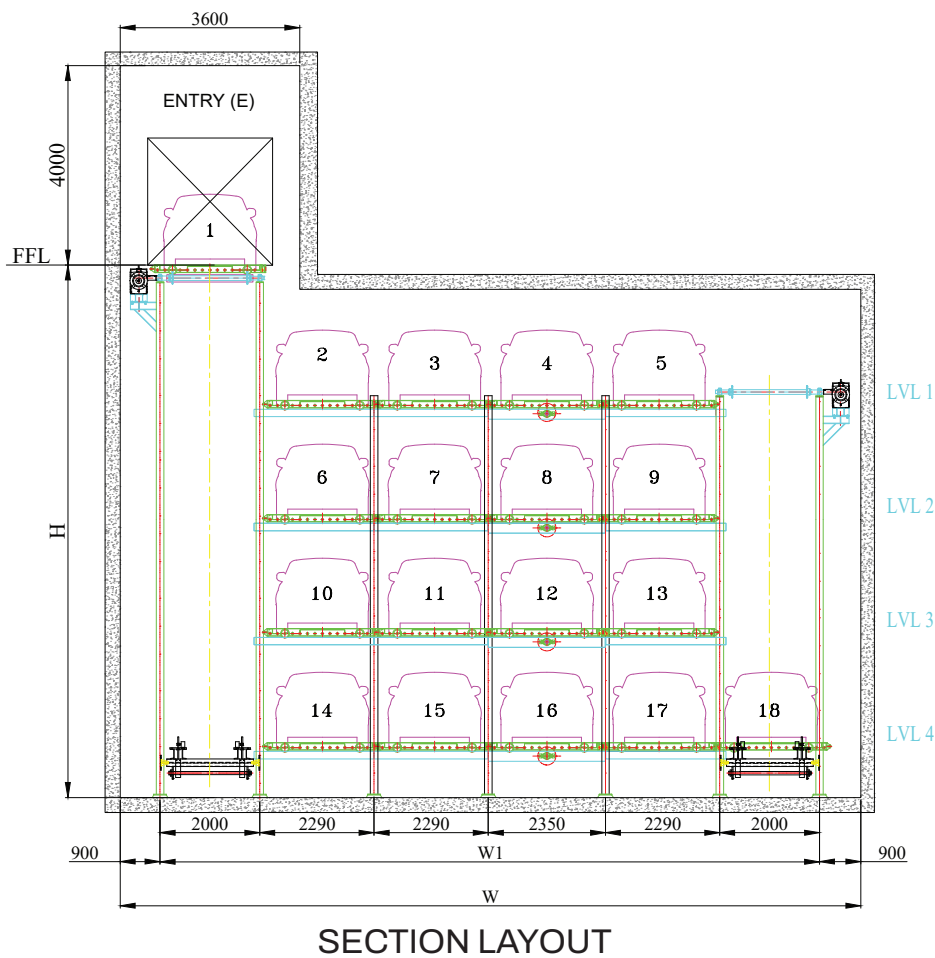 3600
ENTRY (E)
4000
1
FFL
2 3 4 5
LVL 1
6 7 8 9
LVL 2
H
10 11 12 13
LVL 3
14 15 16 17 18
LVL 4
2000 2290 2290 2350 2290 2000
900 W1 900
W
SECTION LAYOUT